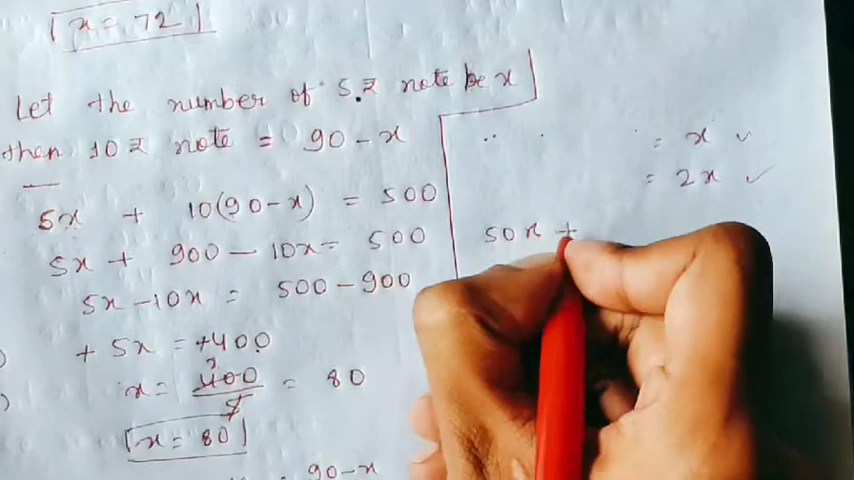 x = 72
Let the number of 5.₹ note be x
then 10 ₹ note = 90 - x
5x + 10(90 - x) = 500
5x + 900 - 10x = 500
5x - 10x = 500 - 900
+ 5x = +400
x = 400/5 = 80
x = 80
90 - x
= x ✓
= 2x ✓
50x +